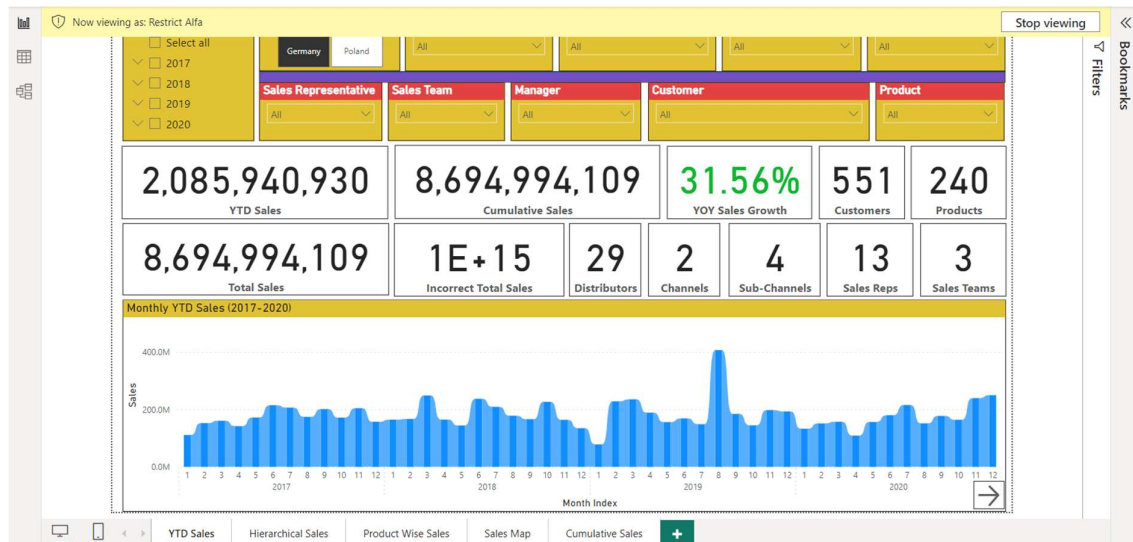 Now viewing as: Restrict Alfa
Stop viewing
Bookmarks
Filters
Select all
2017
2018
2019
2020
Germany Poland
All All All All
Sales Representative Sales Team Manager Customer Product
All All All All All
2,085,940,930 8,694,994,109 31.56% 551 240
YTD Sales Cumulative Sales YOY Sales Growth Customers Products
8,694,994,109 1E+15 29 2 4 13 3
Total Sales Incorrect Total Sales Distributors Channels Sub-Channels Sales Reps Sales Teams
Monthly YTD Sales (2017-2020)
Sales
400.0M
200.0M
0.0M
1 2 3 4 5 6 7 8 9 10 11 12 1 2 3 4 5 6 7 8 9 10 11 12 1 2 3 4 5 6 7 8 9 10 11 12 1 2 3 4 5 6 7 8 9 10 11 12
2017 2018 2019 2020
Month Index
YTD Sales Hierarchical Sales Product Wise Sales Sales Map Cumulative Sales